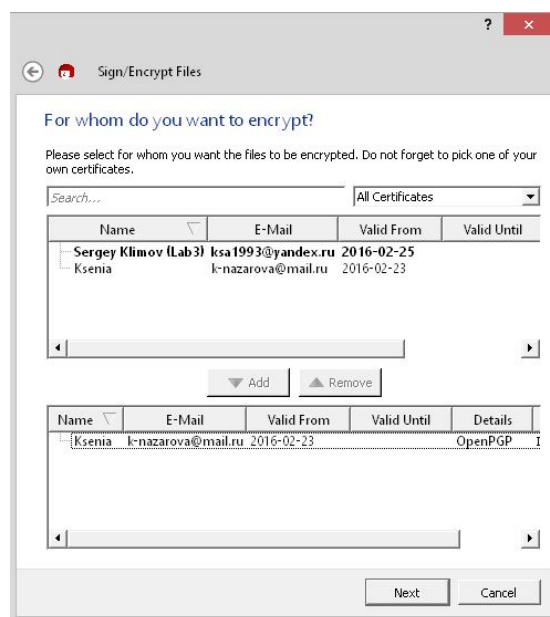 ?
Sign/Encrypt Files
For whom do you want to encrypt?
Please select for whom you want the files to be encrypted. Do not forget to pick one of your
own certificates.
Search... All Certificates
Name E-Mail Valid From Valid Until
Sergey Klimov (Lab3) ksa1993@yandex.ru 2016-02-25
Ksenia k-nazarova@mail.ru 2016-02-23
Add Remove
Name E-Mail Valid From Valid Until Details
Ksenia k-nazarova@mail.ru 2016-02-23 OpenPGP
Next Cancel